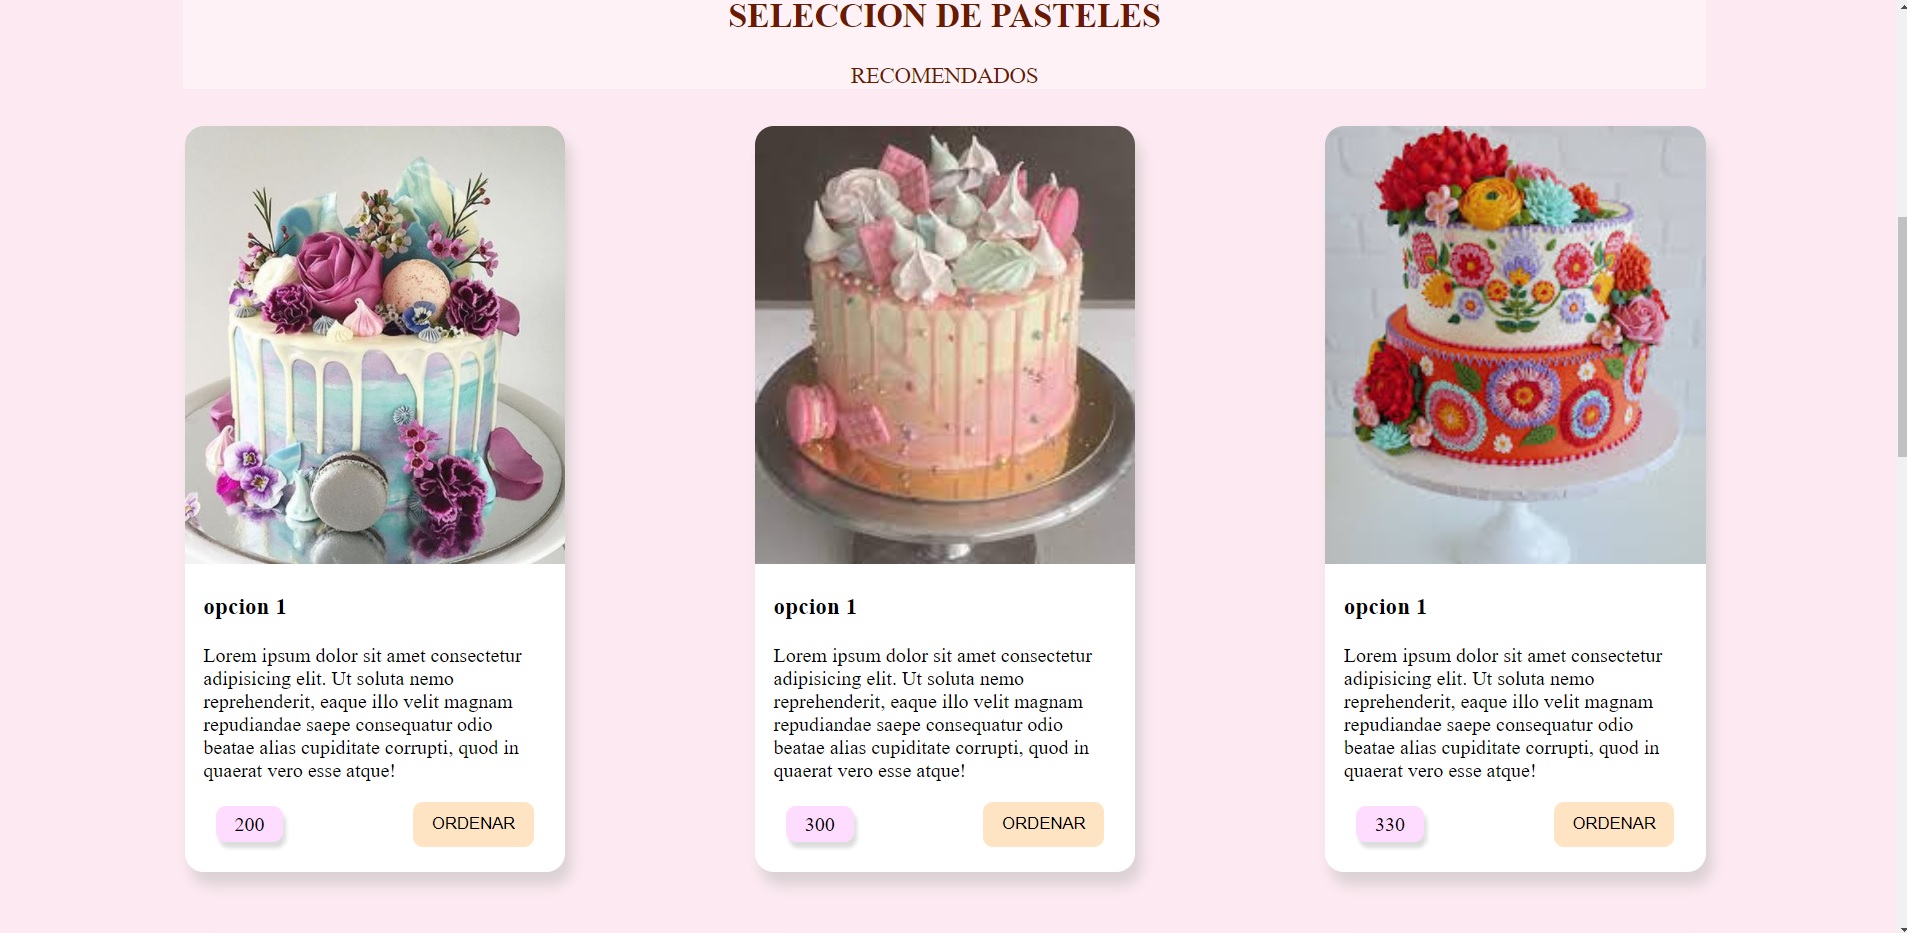 SELECCION DE PASTELES
RECOMENDADOS
opcion 1
Lorem ipsum dolor sit amet consectetur
adipisicing elit. Ut soluta nemo
reprehenderit, eaque illo velit magnam
repudiandae saepe consequatur odio
beatae alias cupiditate corrupti, quod in
quaerat vero esse atque!
200
ORDENAR
opcion 1
Lorem ipsum dolor sit amet consectetur
adipisicing elit. Ut soluta nemo
reprehenderit, eaque illo velit magnam
repudiandae saepe consequatur odio
beatae alias cupiditate corrupti, quod in
quaerat vero esse atque!
300
ORDENAR
opcion 1
Lorem ipsum dolor sit amet consectetur
adipisicing elit. Ut soluta nemo
reprehenderit, eaque illo velit magnam
repudiandae saepe consequatur odio
beatae alias cupiditate corrupti, quod in
quaerat vero esse atque!
330
ORDENAR